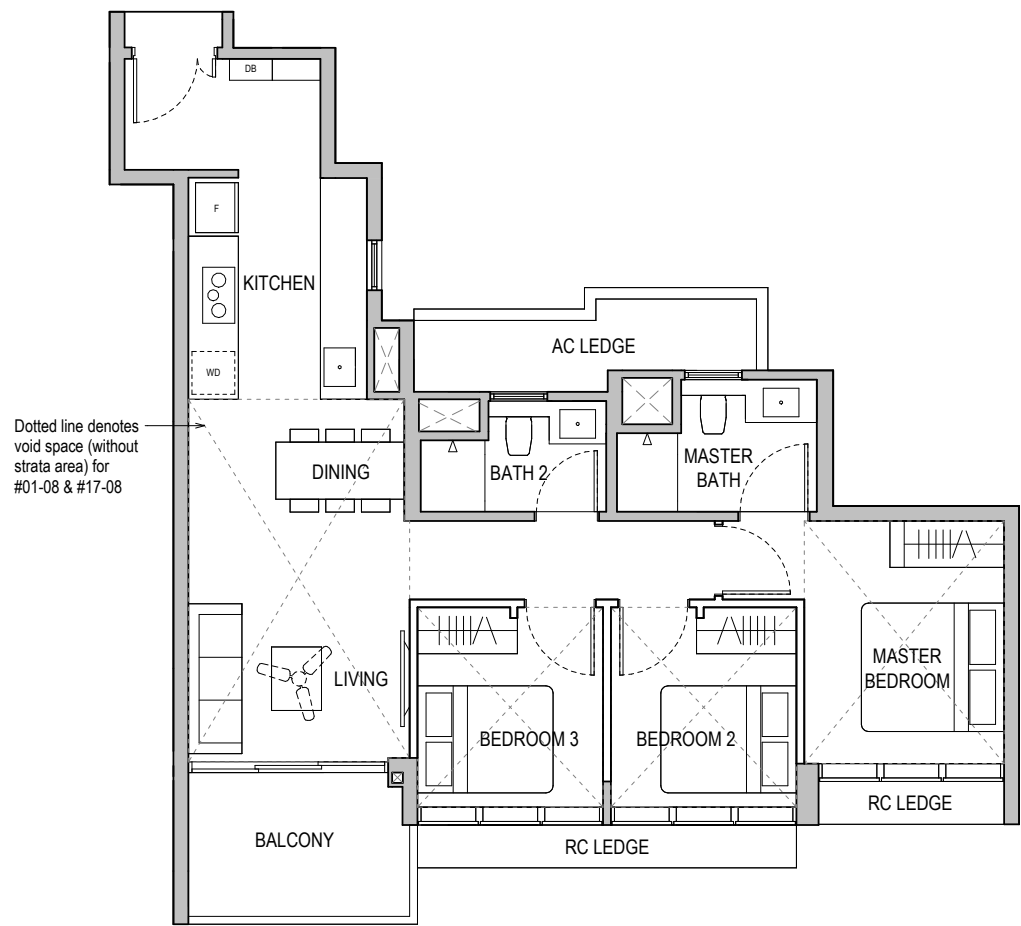 DB
F
KITCHEN
AC LEDGE
WD
Dotted line denotes
void space (without
strata area) for
#01-08 & #17-08
DINING
BATH 2
MASTER
BATH
MASTER
BEDROOM
LIVING
BEDROOM 3
BEDROOM 2
RC LEDGE
BALCONY
RC LEDGE